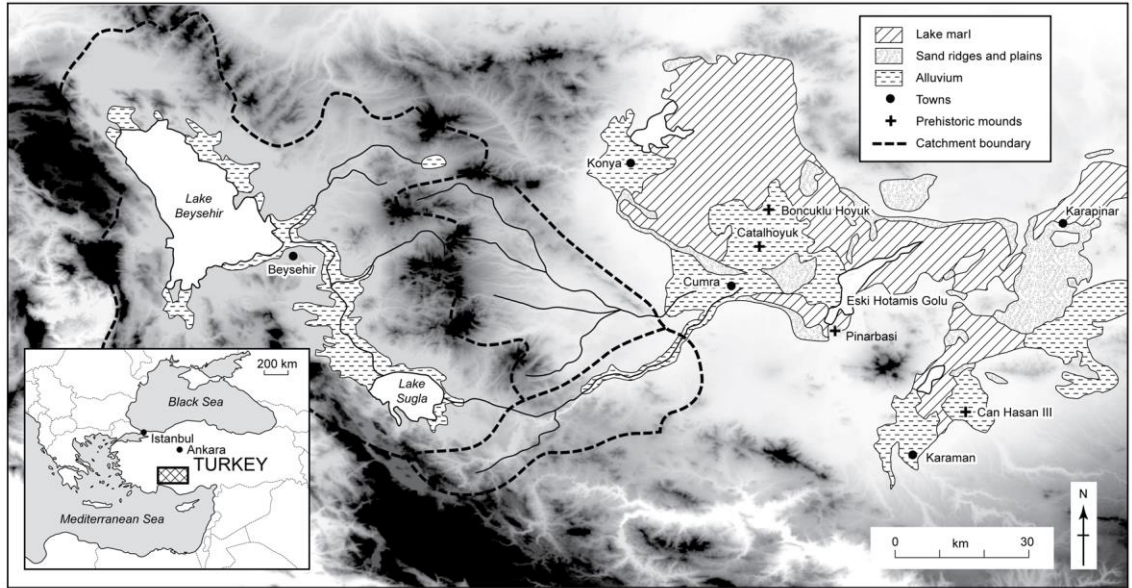 Lake marl
Sand ridges and plains
Alluvium
Towns
Prehistoric mounds
Catchment boundary
Konya
Lake
Beysehir
Boncuklu Hoyuk
Catalhoyuk
Karapinar
Beysehir
Cumra
Eski Hotamis Golu
Pinarbasi
Lake
Sugla
Can Hasan III
Karaman
200 km
Black Sea
Istanbul
Ankara
TURKEY
Mediterranean Sea
N
0 km 30